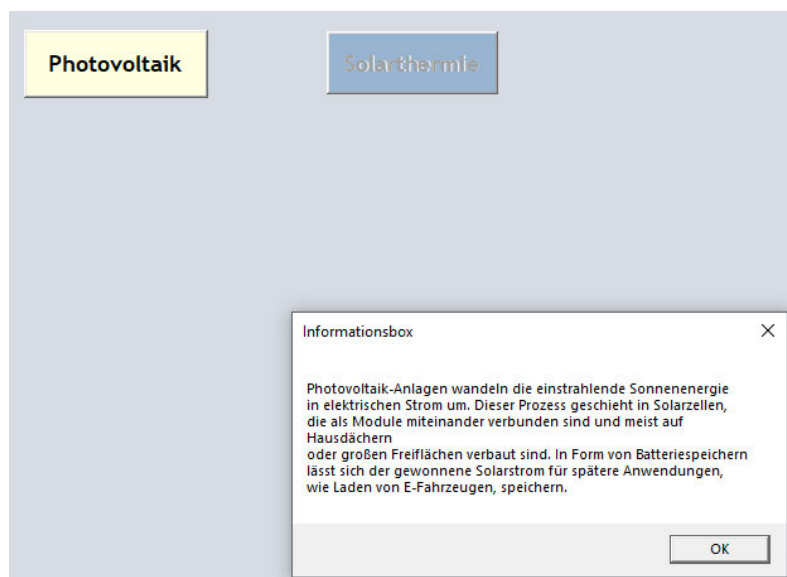 Photovoltaik
Solarthermie
Informationsbox
Photovoltaik-Anlagen wandeln die einstrahlende Sonnenenergie
in elektrischen Strom um. Dieser Prozess geschieht in Solarzellen,
die als Module miteinander verbunden sind und meist auf
Hausdächern
oder großen Freiflächen verbaut sind. In Form von Batteriespeichern
lässt sich der gewonnene Solarstrom für spätere Anwendungen,
wie Laden von E-Fahrzeugen, speichern.
OK